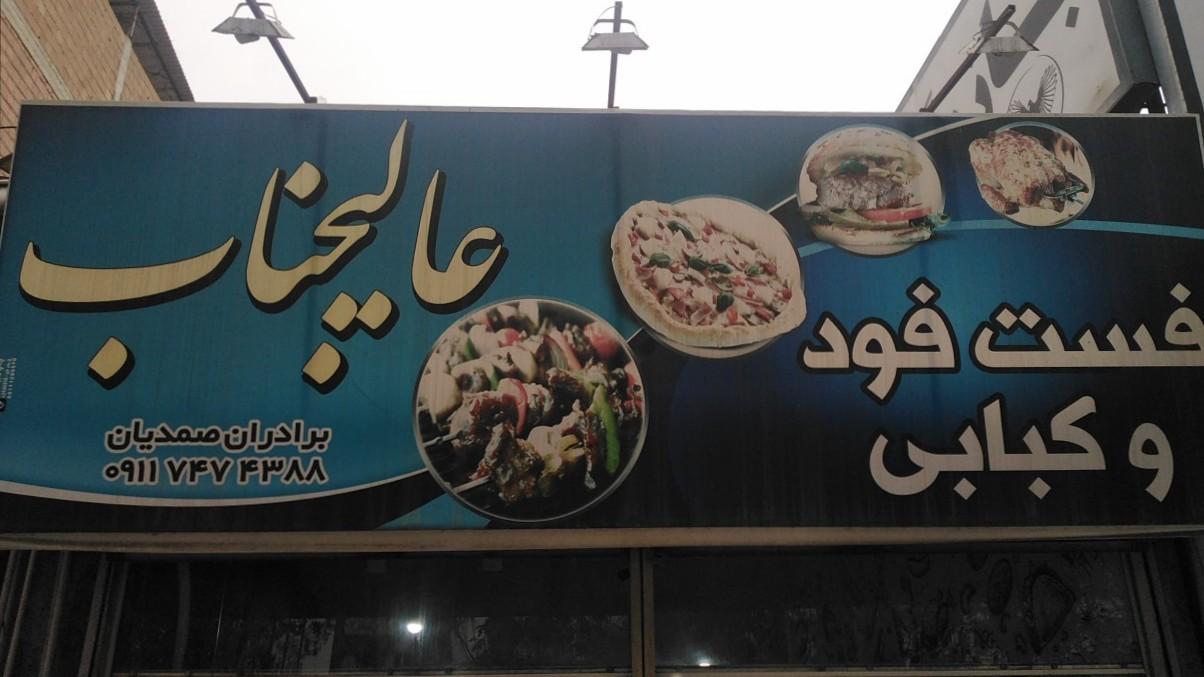 فست فود
و کبابی
عالیجناب
برادران صمدیان
۰۹۱۱ ۷۴۷ ۴۳۸۸